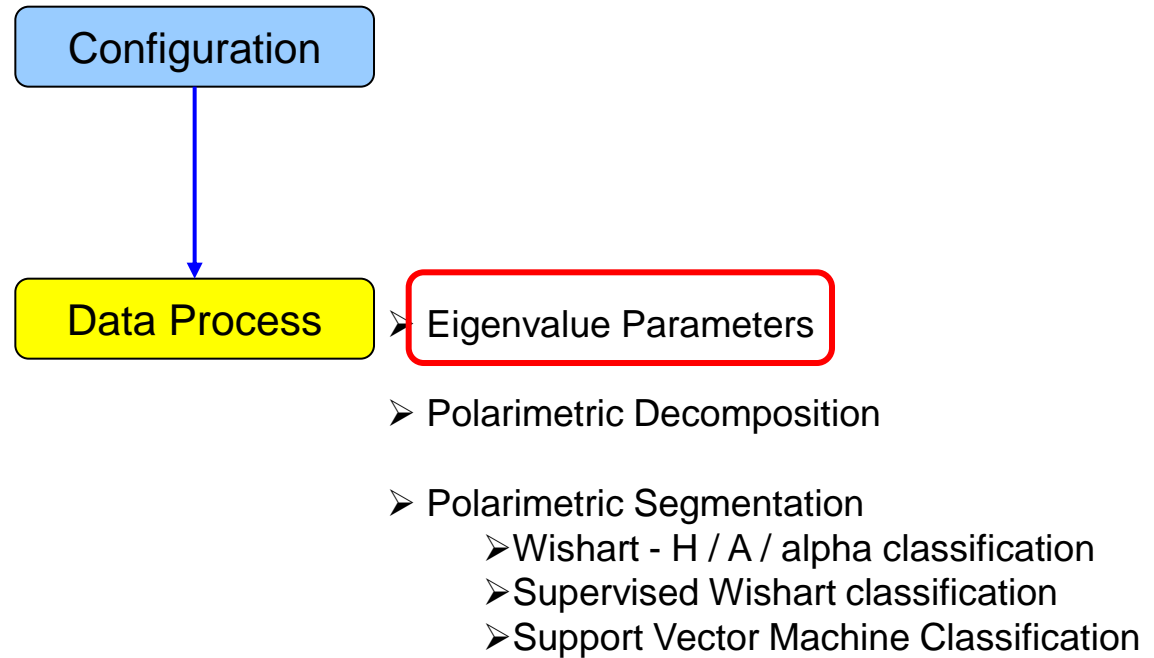 Configuration
Data Process
➢ Eigenvalue Parameters
➢ Polarimetric Decomposition
➢ Polarimetric Segmentation
➢Wishart - H / A / alpha classification
➢Supervised Wishart classification
➢Support Vector Machine Classification